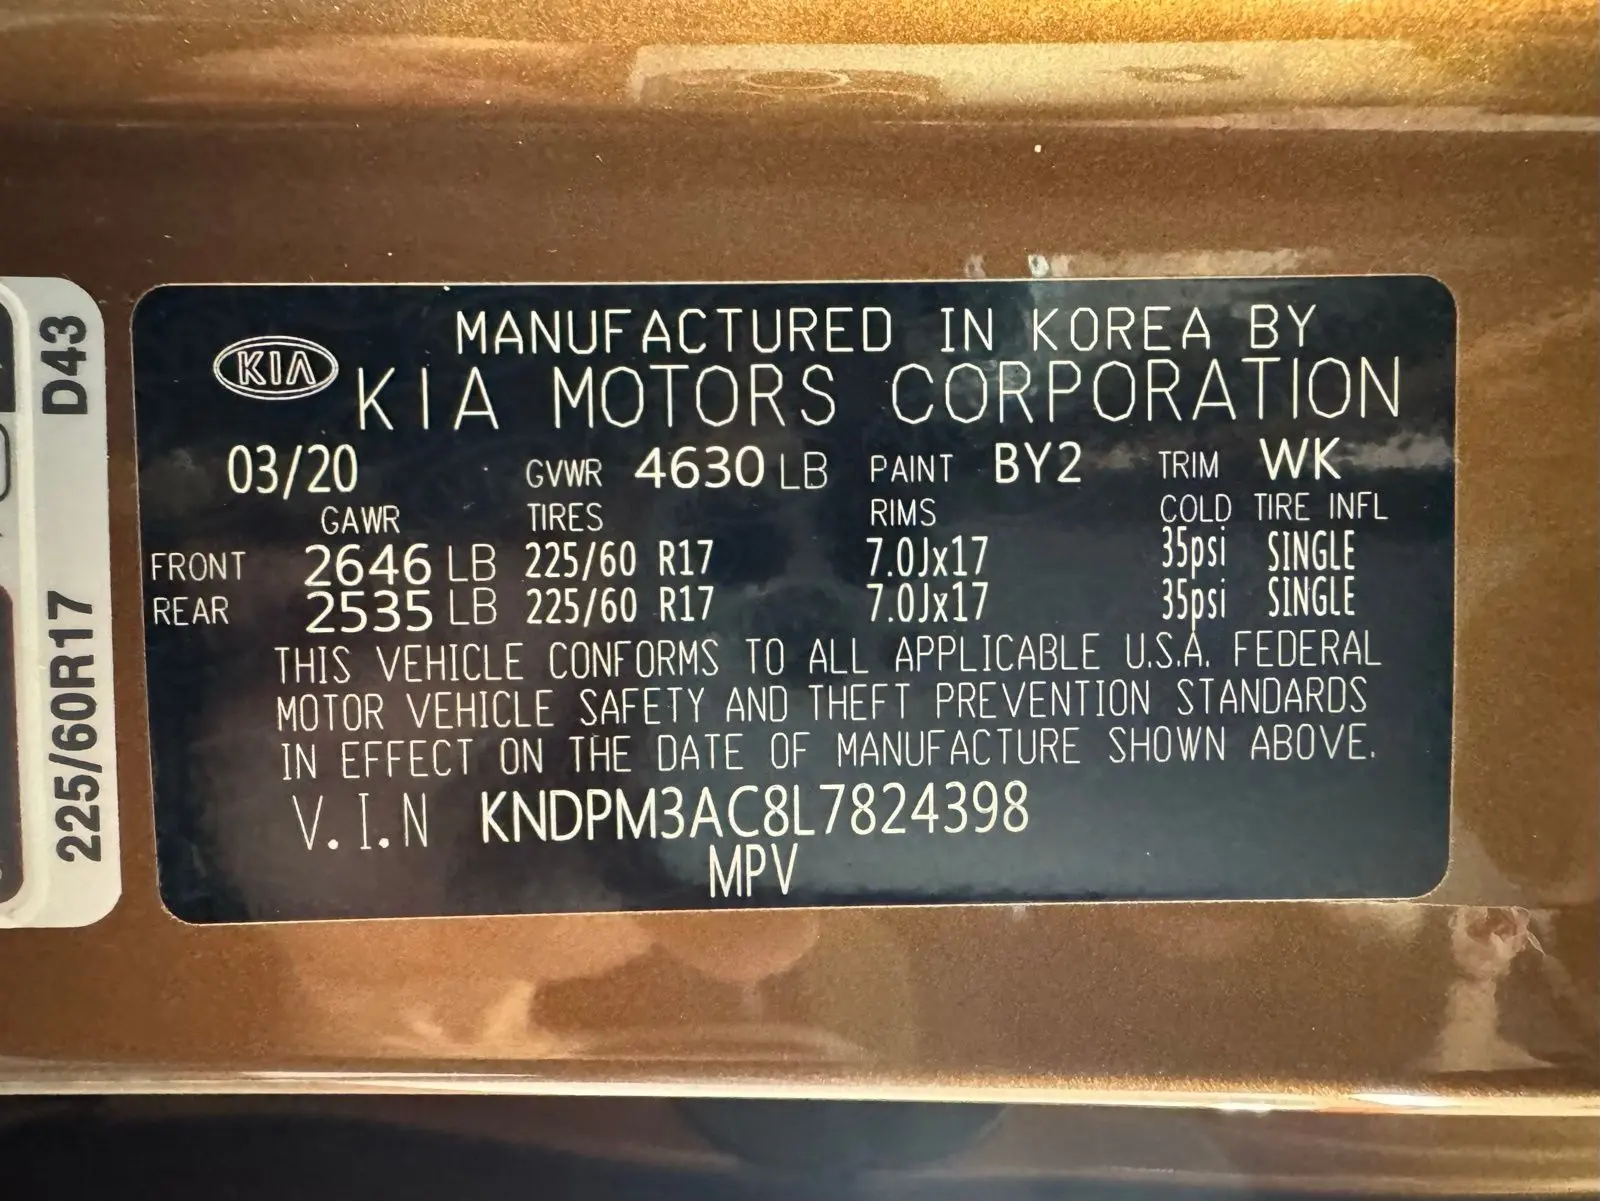 KIA
MANUFACTURED IN KOREA BY
KIA MOTORS CORPORATION
03/20 GVWR 4630 LB PAINT BY2 TRIM WK
GAWR TIRES RIMS COLD TIRE INFL
FRONT 2646 LB 225/60 R17 7.0Jx17 35psi SINGLE
REAR 2535 LB 225/60 R17 7.0Jx17 35psi SINGLE
THIS VEHICLE CONFORMS TO ALL APPLICABLE U.S.A. FEDERAL
MOTOR VEHICLE SAFETY AND THEFT PREVENTION STANDARDS
IN EFFECT ON THE DATE OF MANUFACTURE SHOWN ABOVE.
V.I.N KNDPM3AC8L7824398
MPV
225/60R17 D43